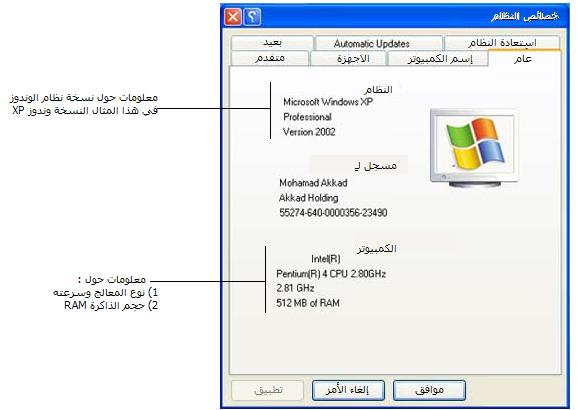 خصائص النظام
استعادة النظام
Automatic Updates
بعيد
عام
إسم الكمبيوتر
الاجهزة
متقدم
النظام
Microsoft Windows XP
Professional
Version 2002
معلومات حول نسخة نظام الوندوز
في هذا المثال النسخة وندوز XP
مسجل لـ
Mohamad Akkad
Akkad Holding
55274-640-0000356-23490
الكمبيوتر
Intel(R)
Pentium(R) 4 CPU 2.80GHz
2.81 GHz
512 MB of RAM
معلومات حول :
1) نوع المعالج وسرعته
2) حجم الذاكرة RAM
موافق
إلغاء الأمر
تطبيق